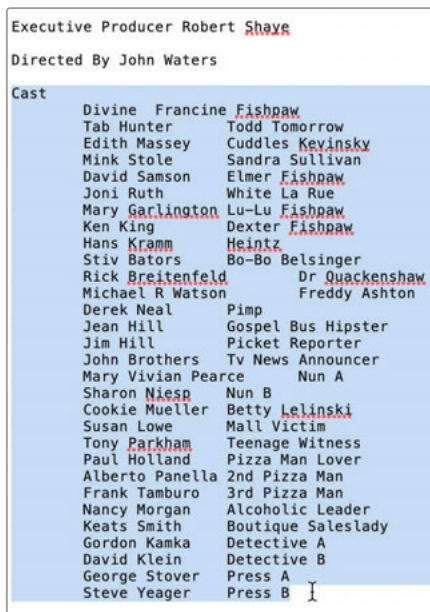 Executive Producer Robert Shaye
Directed By John Waters
Cast
Divine Francine Fishpaw
Tab Hunter Todd Tomorrow
Edith Massey Cuddles Kevinsky
Mink Stole Sandra Sullivan
David Samson Elmer Fishpaw
Joni Ruth White La Rue
Mary Garlington Lu-Lu Fishpaw
Ken King Dexter Fishpaw
Hans Kramm Heintz
Stiv Bators Bo-Bo Belsinger
Rick Breitenfeld Dr Quackenshaw
Michael R Watson Freddy Ashton
Derek Neal Pimp
Jean Hill Gospel Bus Hipster
Jim Hill Picket Reporter
John Brothers Tv News Announcer
Mary Vivian Pearce Nun A
Sharon Niesp Nun B
Cookie Mueller Betty Lelinski
Susan Lowe Mall Victim
Tony Parkham Teenage Witness
Paul Holland Pizza Man Lover
Alberto Panella 2nd Pizza Man
Frank Tamburo 3rd Pizza Man
Nancy Morgan Alcoholic Leader
Keats Smith Boutique Saleslady
Gordon Kamka Detective A
David Klein Detective B
George Stover Press A
Steve Yeager Press B